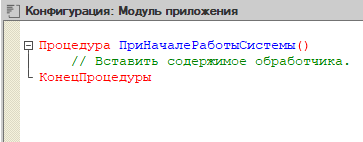 Конфигурация: Модуль приложения
Процедура ПриНачалеРаботыСистемы()
// Вставить содержимое обработчика.
КонецПроцедуры